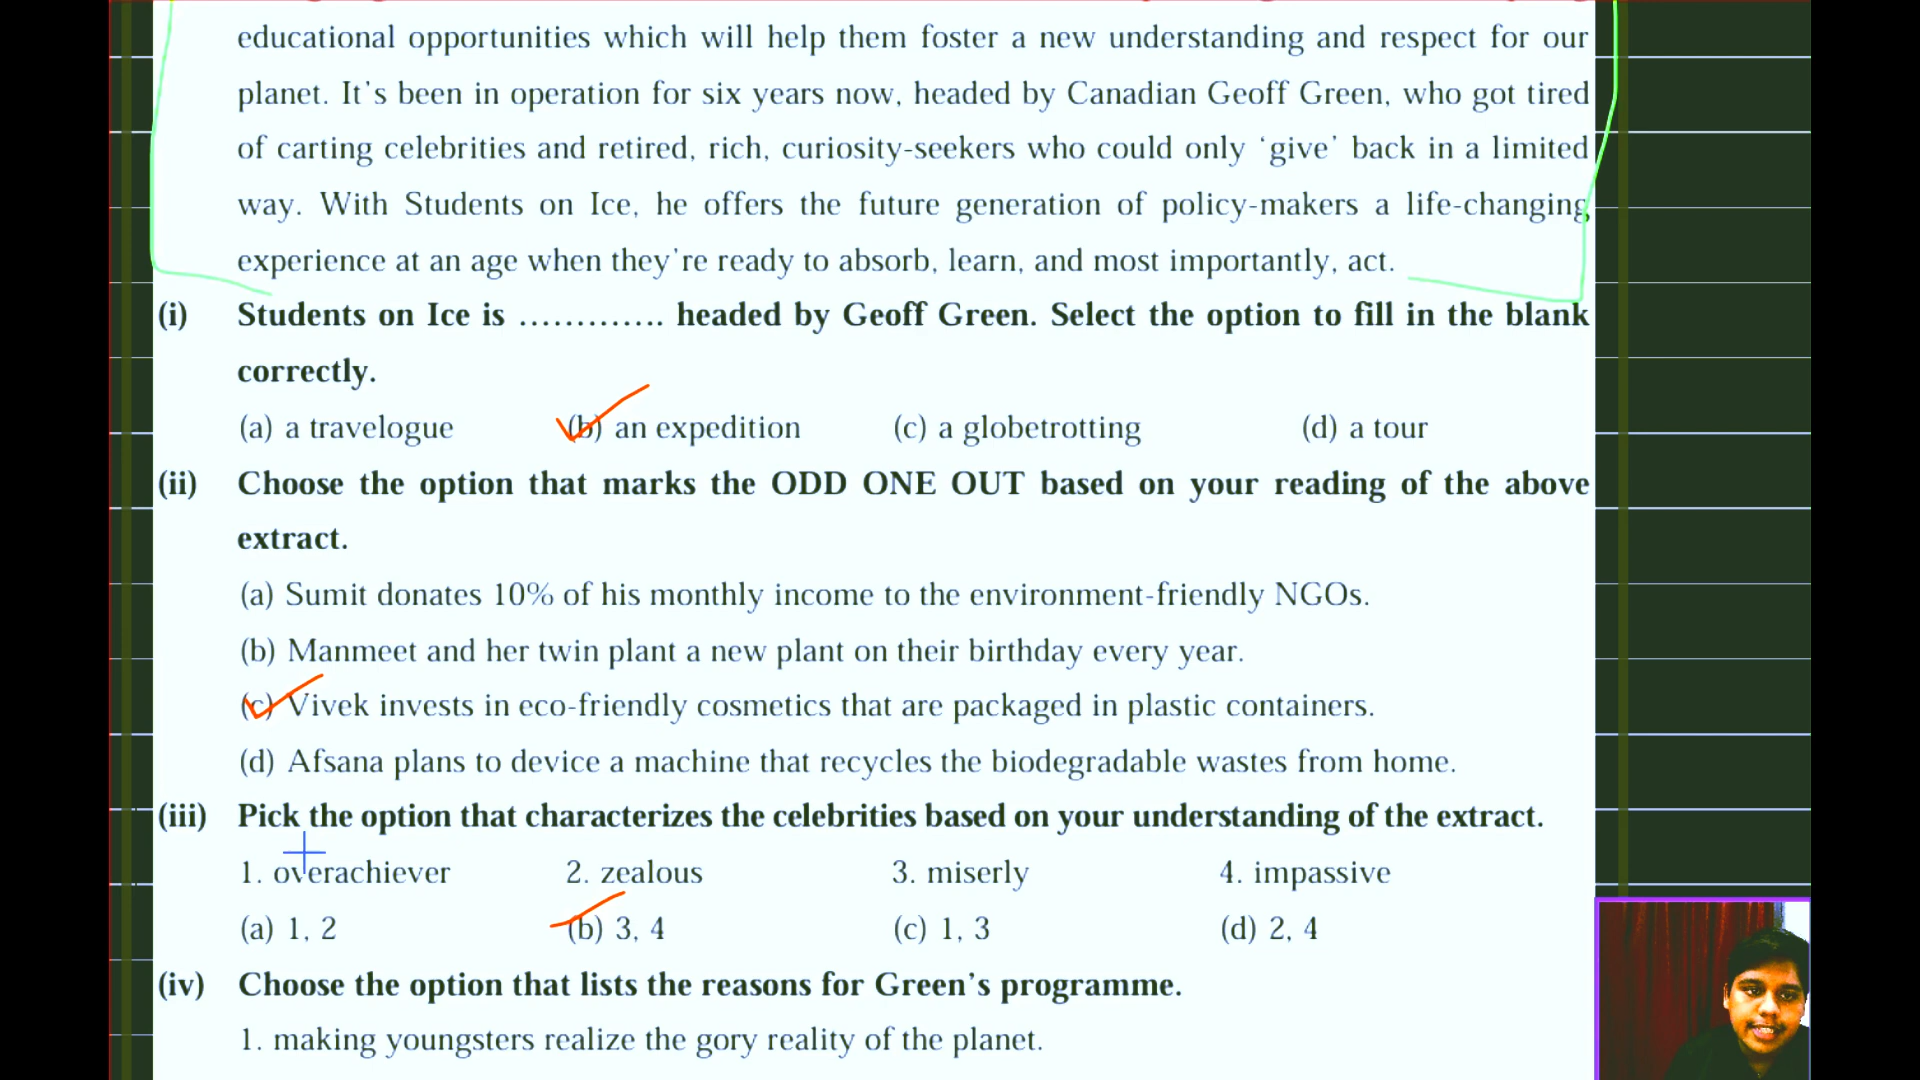 educational opportunities which will help them foster a new understanding and respect for our
planet. It's been in operation for six years now, headed by Canadian Geoff Green, who got tired
of carting celebrities and retired, rich, curiosity-seekers who could only ‘give’ back in a limited
way. With Students on Ice, he offers the future generation of policy-makers a life-changing
experience at an age when they're ready to absorb, learn, and most importantly, act.
(i) Students on Ice is ............. headed by Geoff Green. Select the option to fill in the blank
correctly.
(a) a travelogue (b) an expedition (c) a globetrotting (d) a tour
(ii) Choose the option that marks the ODD ONE OUT based on your reading of the above
extract.
(a) Sumit donates 10% of his monthly income to the environment-friendly NGOs.
(b) Manmeet and her twin plant a new plant on their birthday every year.
(c) Vivek invests in eco-friendly cosmetics that are packaged in plastic containers.
(d) Afsana plans to device a machine that recycles the biodegradable wastes from home.
(iii) Pick the option that characterizes the celebrities based on your understanding of the extract.
1. overachiever 2. zealous 3. miserly 4. impassive
(a) 1, 2 (b) 3, 4 (c) 1, 3 (d) 2, 4
(iv) Choose the option that lists the reasons for Green's programme.
1. making youngsters realize the gory reality of the planet.